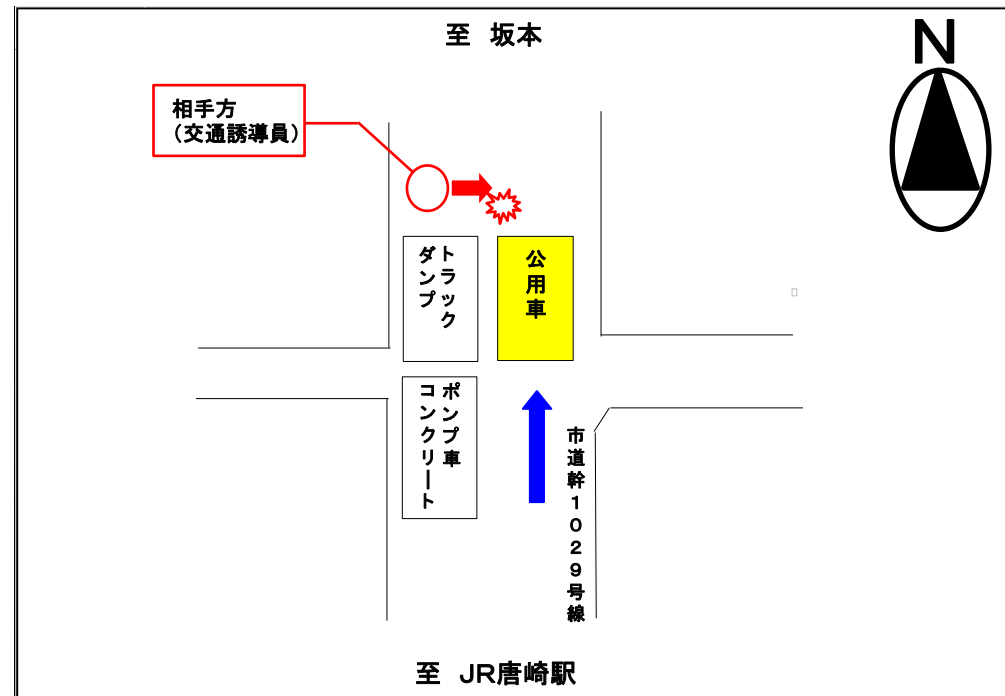 至 坂本
N
相手方
（交通誘導員）
ダンプ
トラック
公用車
コンクリート
ポンプ車
市道幹１０２９号線
至 JR唐崎駅